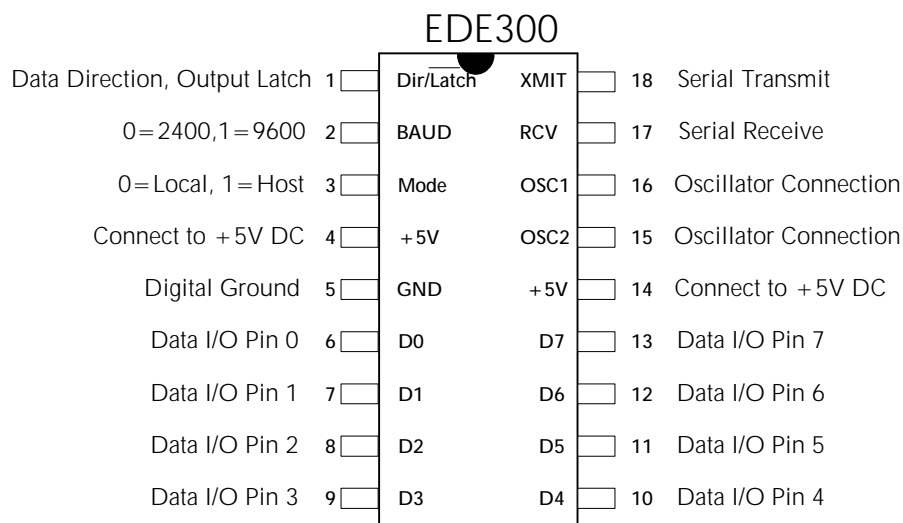 EDE300
Data Direction, Output Latch 1 Dir/Latch XMIT 18 Serial Transmit
0=2400,1=9600 2 BAUD RCV 17 Serial Receive
0=Local, 1=Host 3 Mode OSC1 16 Oscillator Connection
Connect to +5V DC 4 +5V OSC2 15 Oscillator Connection
Digital Ground 5 GND +5V 14 Connect to +5V DC
Data I/O Pin 0 6 D0 D7 13 Data I/O Pin 7
Data I/O Pin 1 7 D1 D6 12 Data I/O Pin 6
Data I/O Pin 2 8 D2 D5 11 Data I/O Pin 5
Data I/O Pin 3 9 D3 D4 10 Data I/O Pin 4